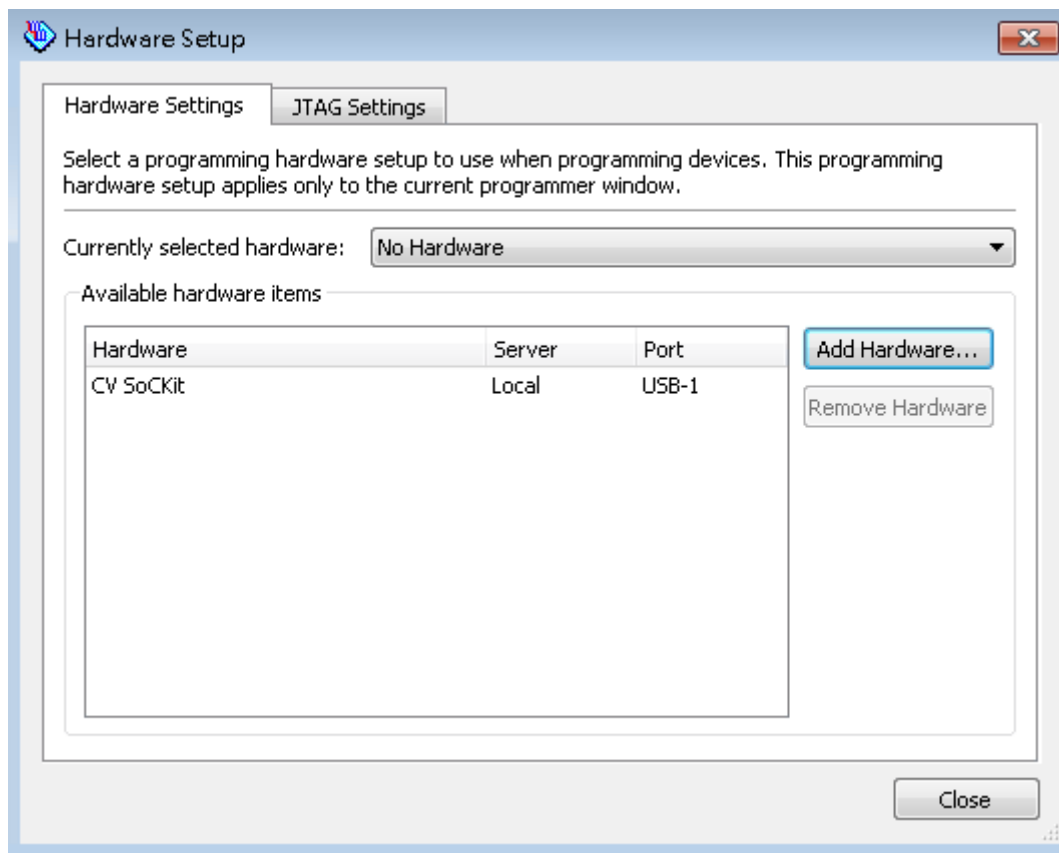 Hardware Setup
Hardware Settings
JTAG Settings
Select a programming hardware setup to use when programming devices. This programming
hardware setup applies only to the current programmer window.
Currently selected hardware: No Hardware
Available hardware items
Hardware Server Port
Add Hardware...
CV SoCKit Local USB-1
Remove Hardware
Close